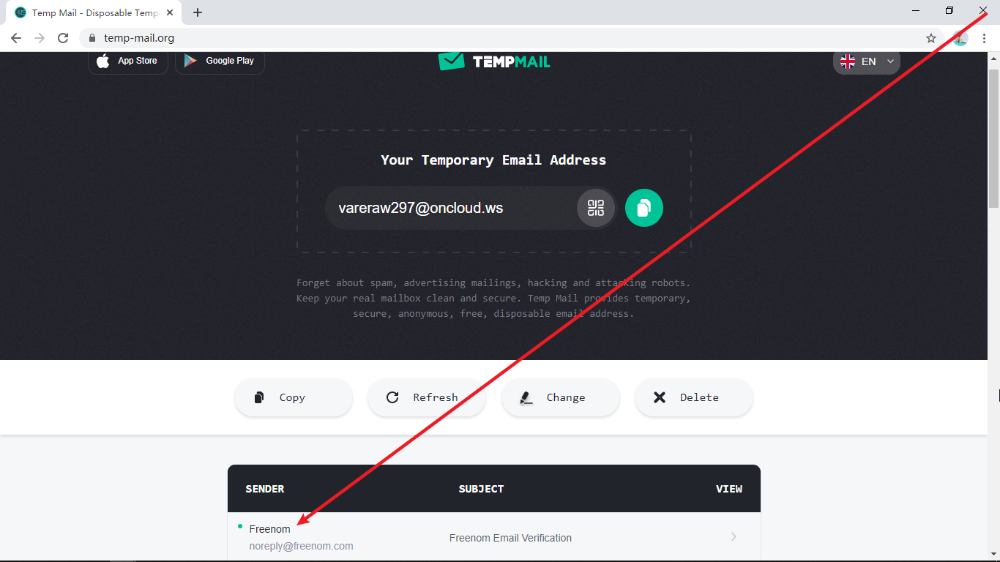 Temp Mail - Disposable Temp
temp-mail.org
App Store
Google Play
TEMPMAIL
EN
Your Temporary Email Address
vareraw297@oncloud.ws
Forget about spam, advertising mailings, hacking and attacking robots.
Keep your real mailbox clean and secure. Temp Mail provides temporary,
secure, anonymous, free, disposable email address.
Copy
Refresh
Change
Delete
SENDER
SUBJECT
VIEW
Freenom
noreply@freenom.com
Freenom Email Verification